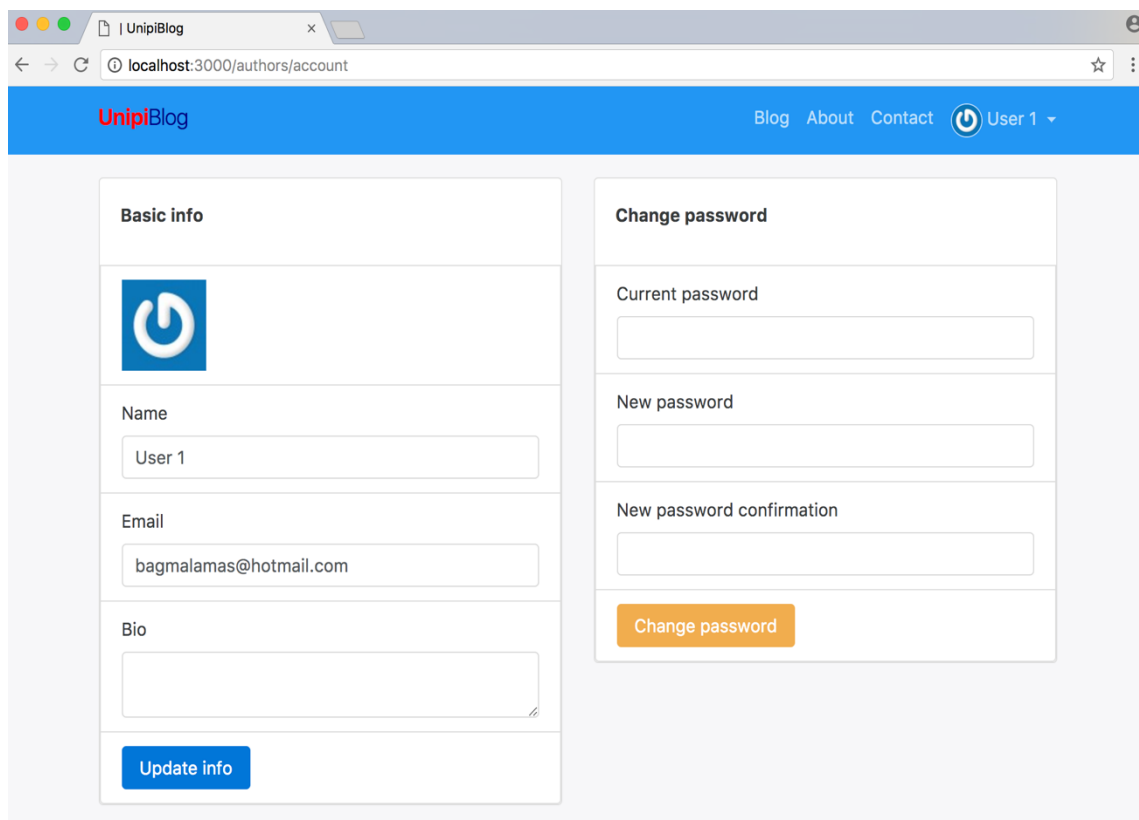 | UnipiBlog
localhost:3000/authors/account
UnipiBlog
Blog About Contact User 1
Basic info
Name
User 1
Email
bagmalamas@hotmail.com
Bio
Update info
Change password
Current password
New password
New password confirmation
Change password